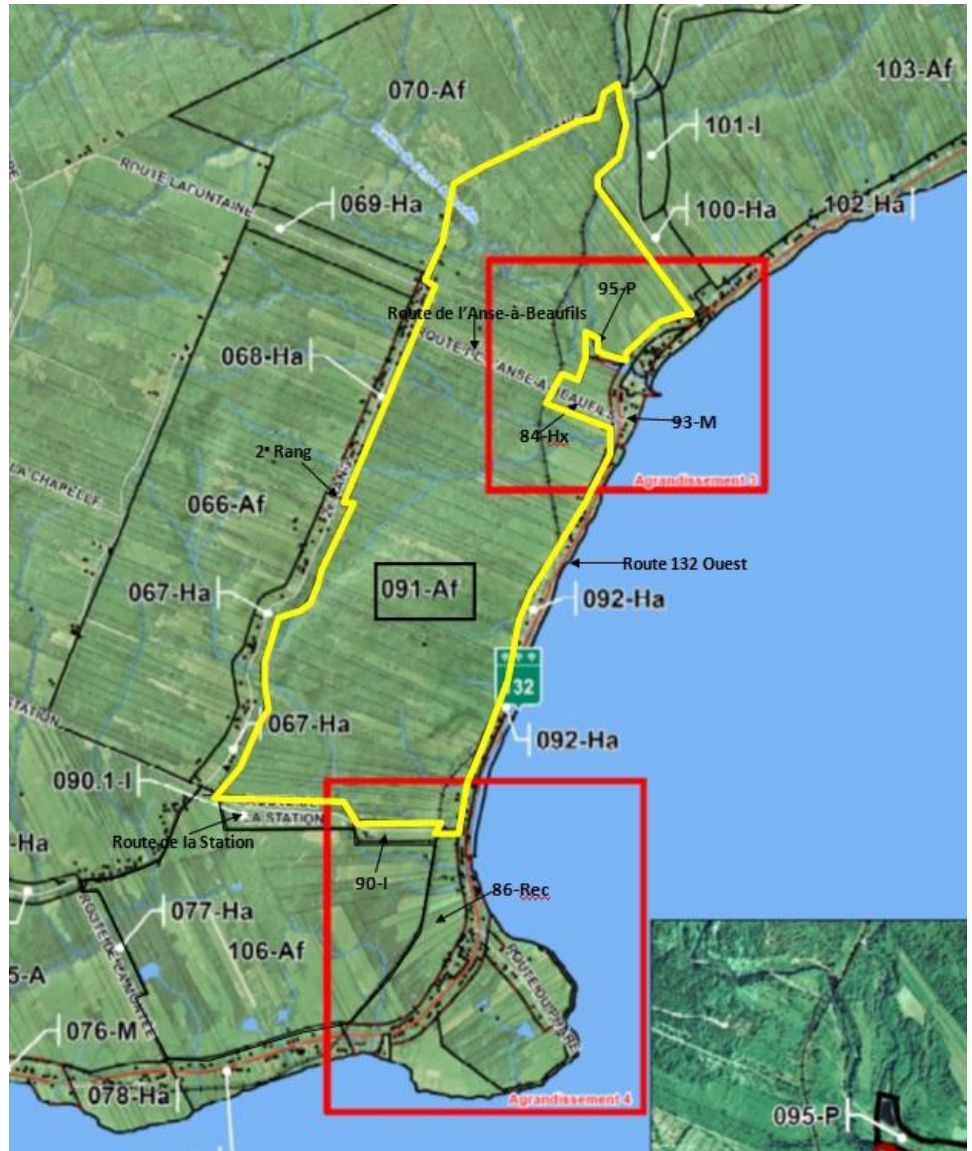 070-Af
103-Af
101-I
ROUTE LAFONTAINE
069-Ha
100-Ha
102-Ha
95-P
Route de l'Anse-à-Beaufils
068-Ha
84-Hx
93-M
Agrandissement 3
2e Rang
LA CHAPELLE
066-Af
Route 132 Ouest
091-Af
067-Ha
092-Ha
132
STATION
067-Ha
092-Ha
090.1-I
LA STATION
Route de la Station
-Ha
90-I
86-Rec
077-Ha
106-Af
5-A
076-M
078-Ha
Agrandissement 4
095-P